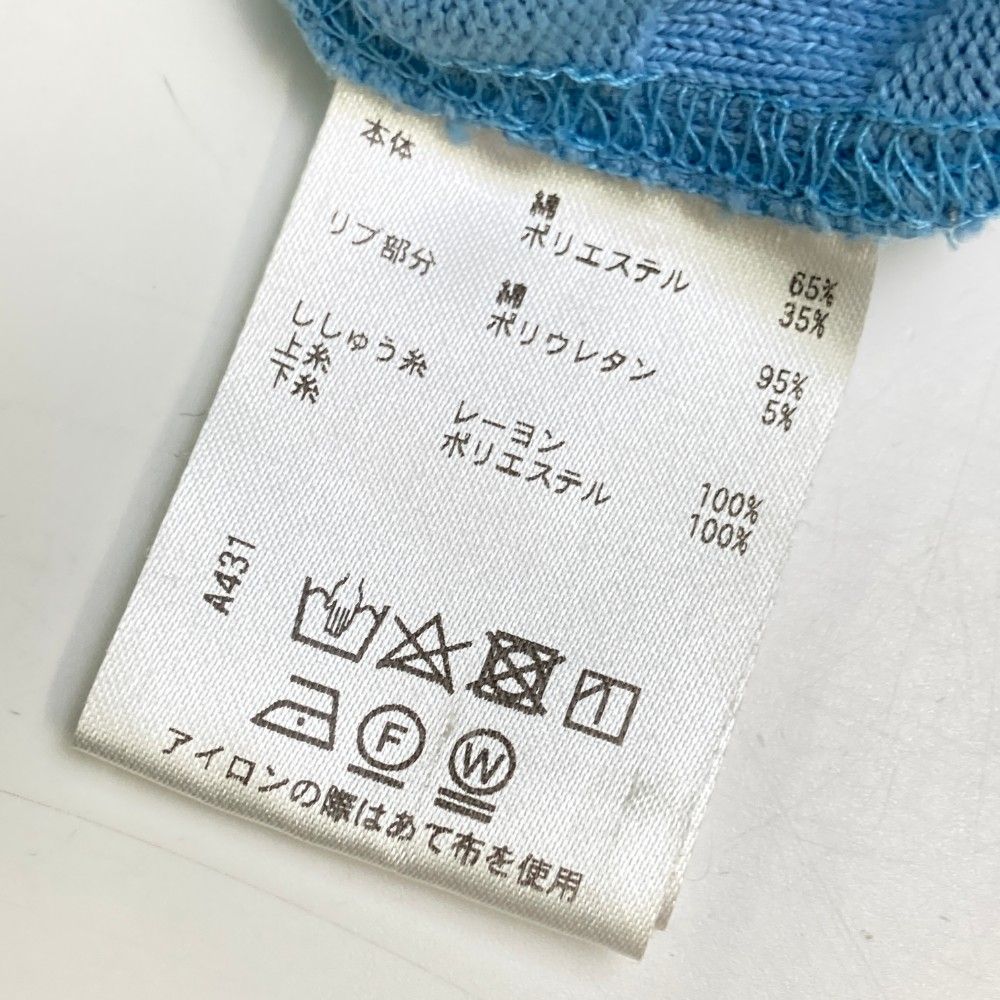 本体
綿 65%
ポリエステル 35%
リブ部分
綿 95%
ポリウレタン 5%
ししゅう糸
上糸 レーヨン 100%
下糸 ポリエステル 100%
A431
F
W
アイロンの際はあて布を使用